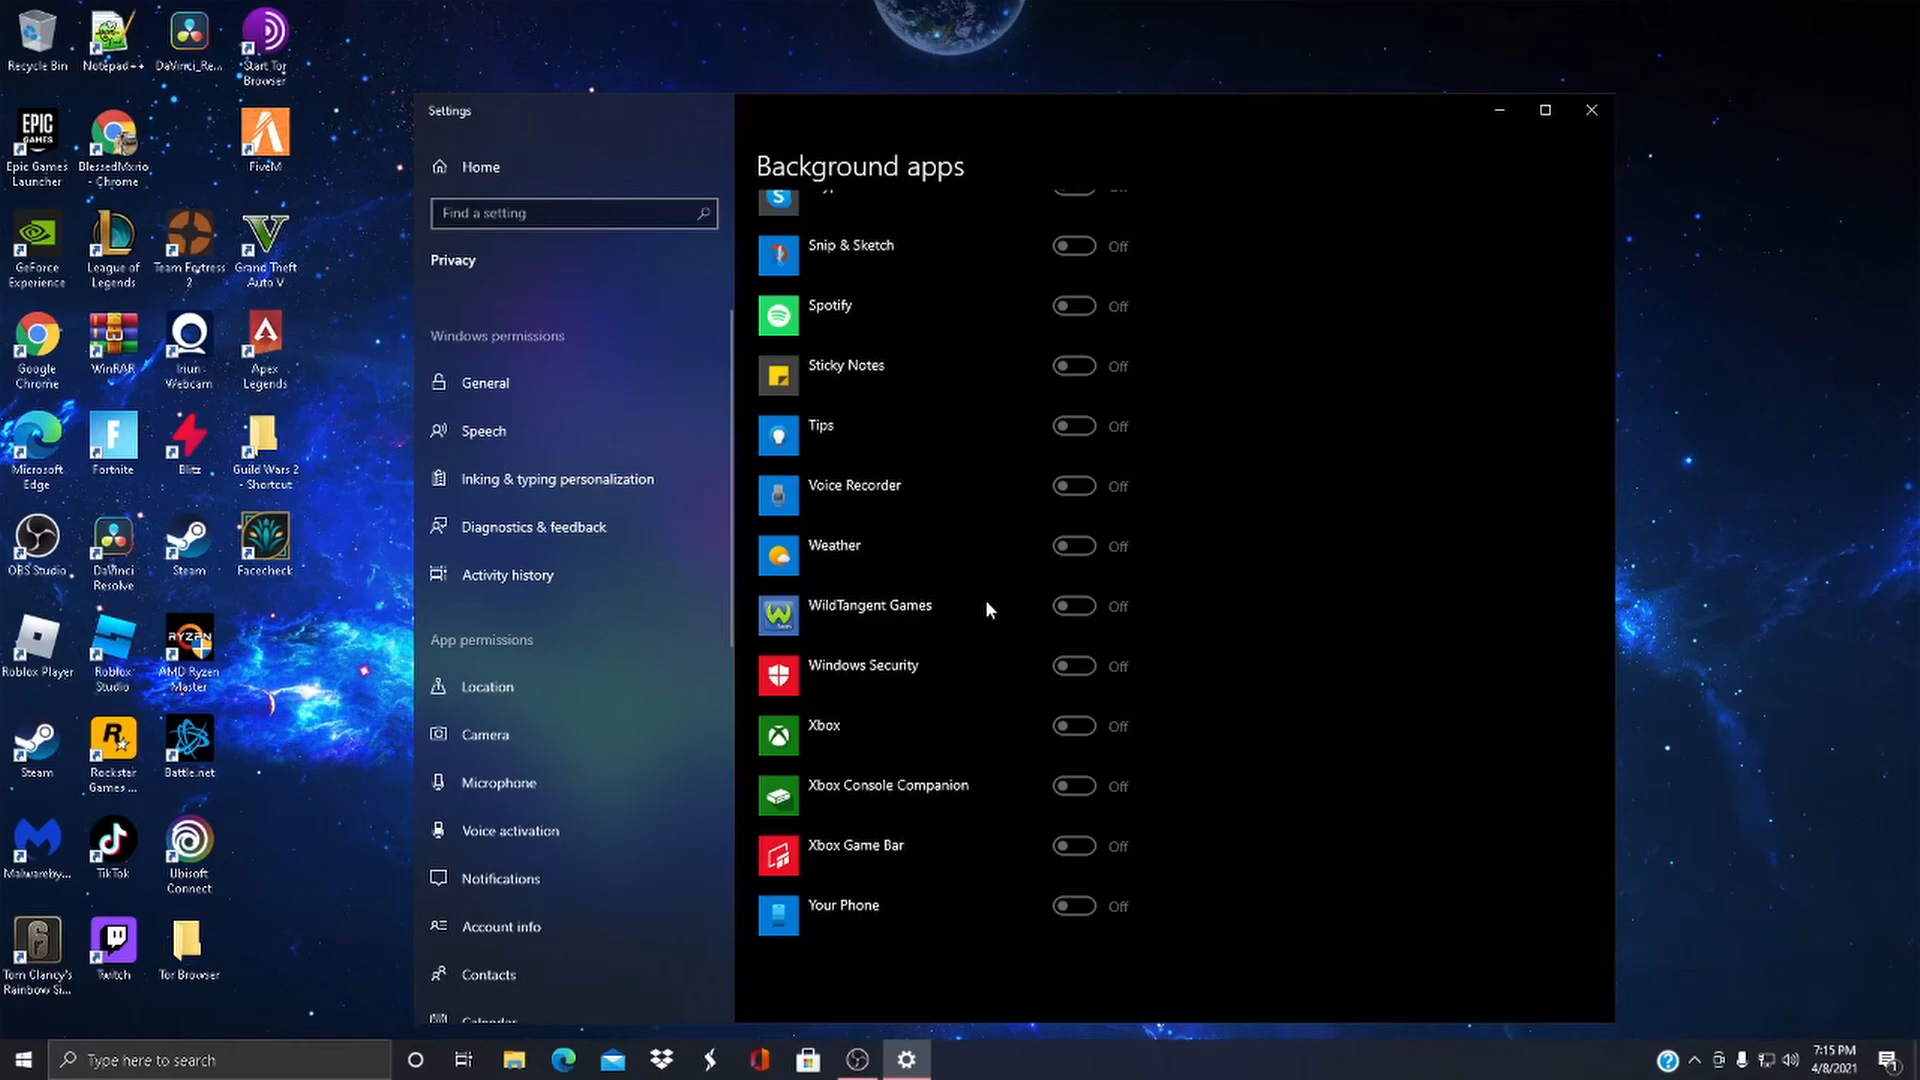 Recycle Bin
Notepad++
DaVinci_Re...
Start Tor
Browser
EPIC
GAMES
Epic Games
Launcher
BlessedMxrio
- Chrome
FiveM
GeForce
Experience
League of
Legends
Team Fortress
2
Grand Theft
Auto V
Google
Chrome
WinRAR
Iriun
Webcam
Apex
Legends
Microsoft
Edge
Fortnite
Blitz
Guild Wars 2
- Shortcut
OBS Studio
DaVinci
Resolve
Steam
Facecheck
Roblox Player
Roblox
Studio
RYZEN
AMD Ryzen
Master
Steam
Rockstar
Games ...
Battle.net
Malwareby...
TikTok
Ubisoft
Connect
Tom Clancy's
Rainbow Si...
Twitch
Tor Browser
Settings
Home
Find a setting
Privacy
Windows permissions
General
Speech
Inking & typing personalization
Diagnostics & feedback
Activity history
App permissions
Location
Camera
Microphone
Voice activation
Notifications
Account info
Contacts
Background apps
Snip & Sketch Off
Spotify Off
Sticky Notes Off
Tips Off
Voice Recorder Off
Weather Off
WildTangent Games Off
Windows Security Off
Xbox Off
Xbox Console Companion Off
Xbox Game Bar Off
Your Phone Off
Type here to search
7:15 PM
4/8/2021